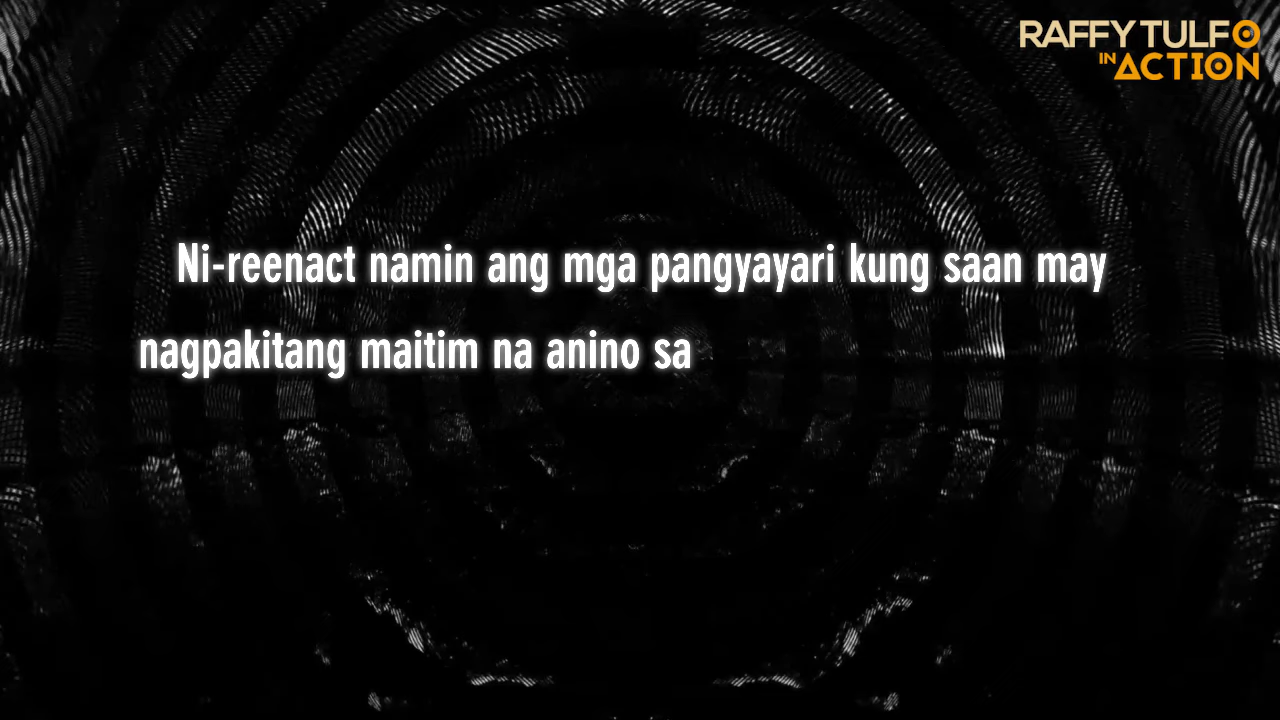 RAFFY TULFO
IN ACTION
Ni-reenact namin ang mga pangyayari kung saan may
nagpakitang maitim na anino sa